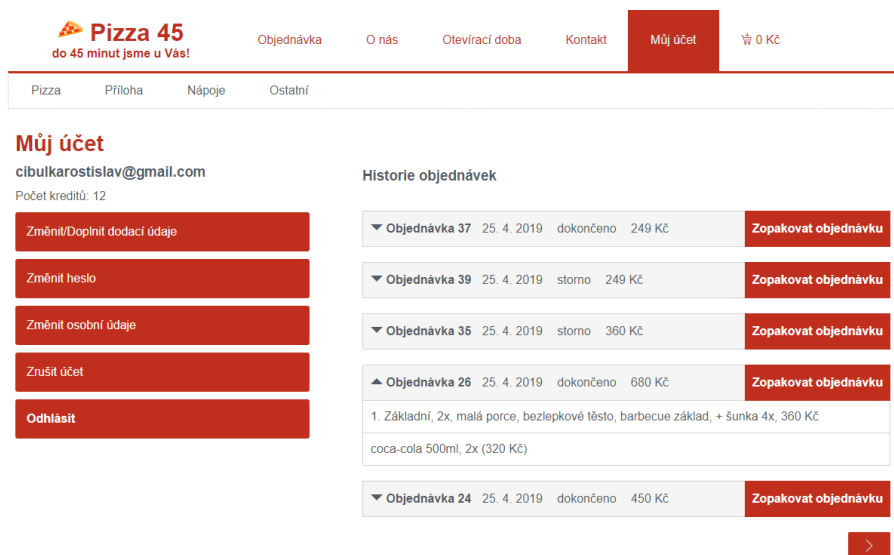 Pizza 45
do 45 minut jsme u Vás!
Objednávka O nás Otevírací doba Kontakt Můj účet 0 Kč
Pizza Příloha Nápoje Ostatní
Můj účet
cibulkarostislav@gmail.com
Počet kreditů: 12
Změnit/Doplnit dodací údaje
Změnit heslo
Změnit osobní údaje
Zrušit účet
Odhlásit
Historie objednávek
Objednávka 37 25. 4. 2019 dokončeno 249 Kč Zopakovat objednávku
Objednávka 39 25. 4. 2019 storno 249 Kč Zopakovat objednávku
Objednávka 35 25. 4. 2019 storno 360 Kč Zopakovat objednávku
Objednávka 26 25. 4. 2019 dokončeno 680 Kč Zopakovat objednávku
1. Základní, 2x, malá porce, bezlepkové těsto, barbecue základ, + šunka 4x, 360 Kč
coca-cola 500ml, 2x (320 Kč)
Objednávka 24 25. 4. 2019 dokončeno 450 Kč Zopakovat objednávku